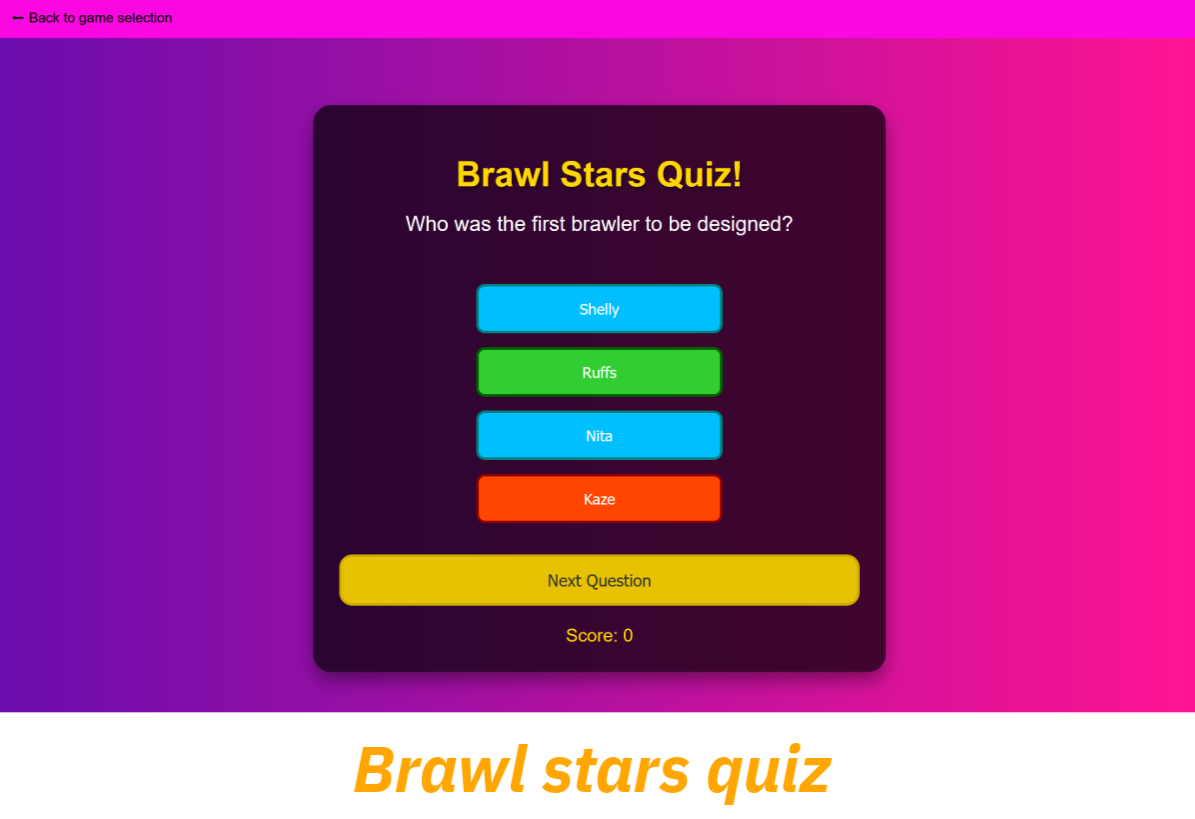 ← Back to game selection
Brawl Stars Quiz!
Who was the first brawler to be designed?
Shelly
Ruffs
Nita
Kaze
Next Question
Score: 0
Brawl stars quiz